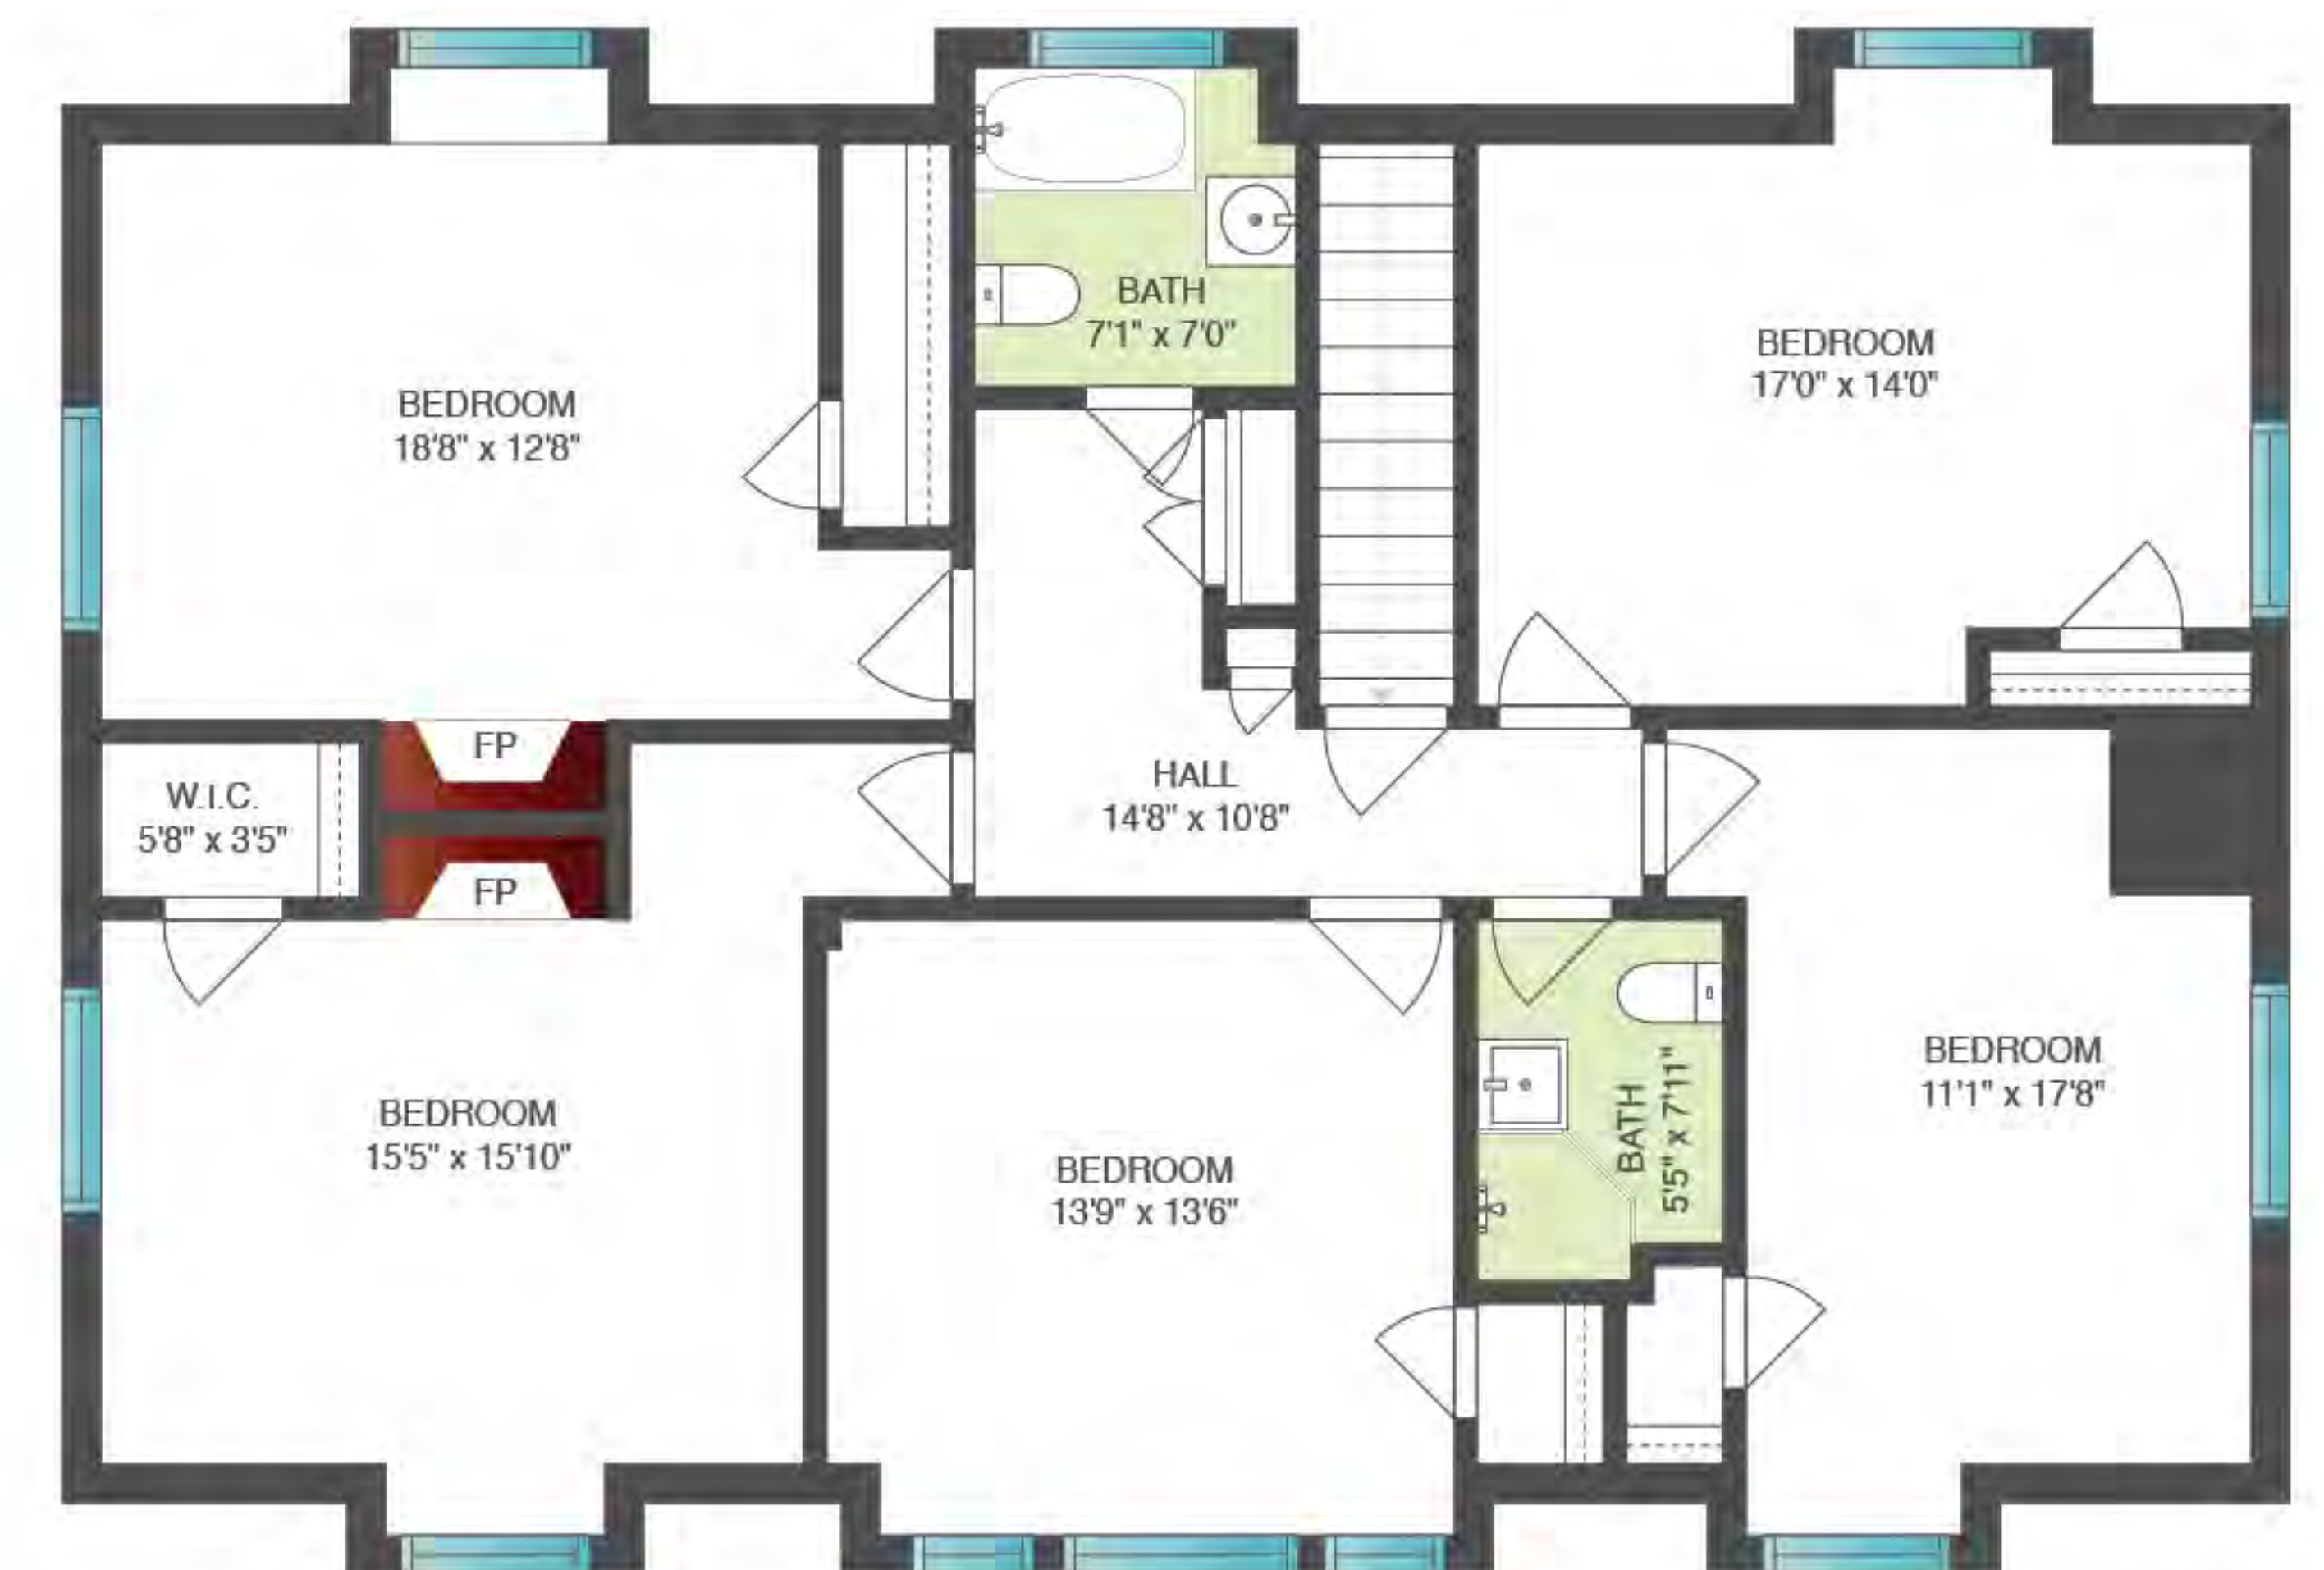 BATH
7'1" x 7'0"
BEDROOM
17'0" x 14'0"
BEDROOM
18'8" x 12'8"
FP
W.I.C.
5'8" x 3'5"
HALL
14'8" x 10'8"
FP
BEDROOM
11'1" x 17'8"
BEDROOM
15'5" x 15'10"
BATH
5'5" x 7'11"
BEDROOM
13'9" x 13'6"